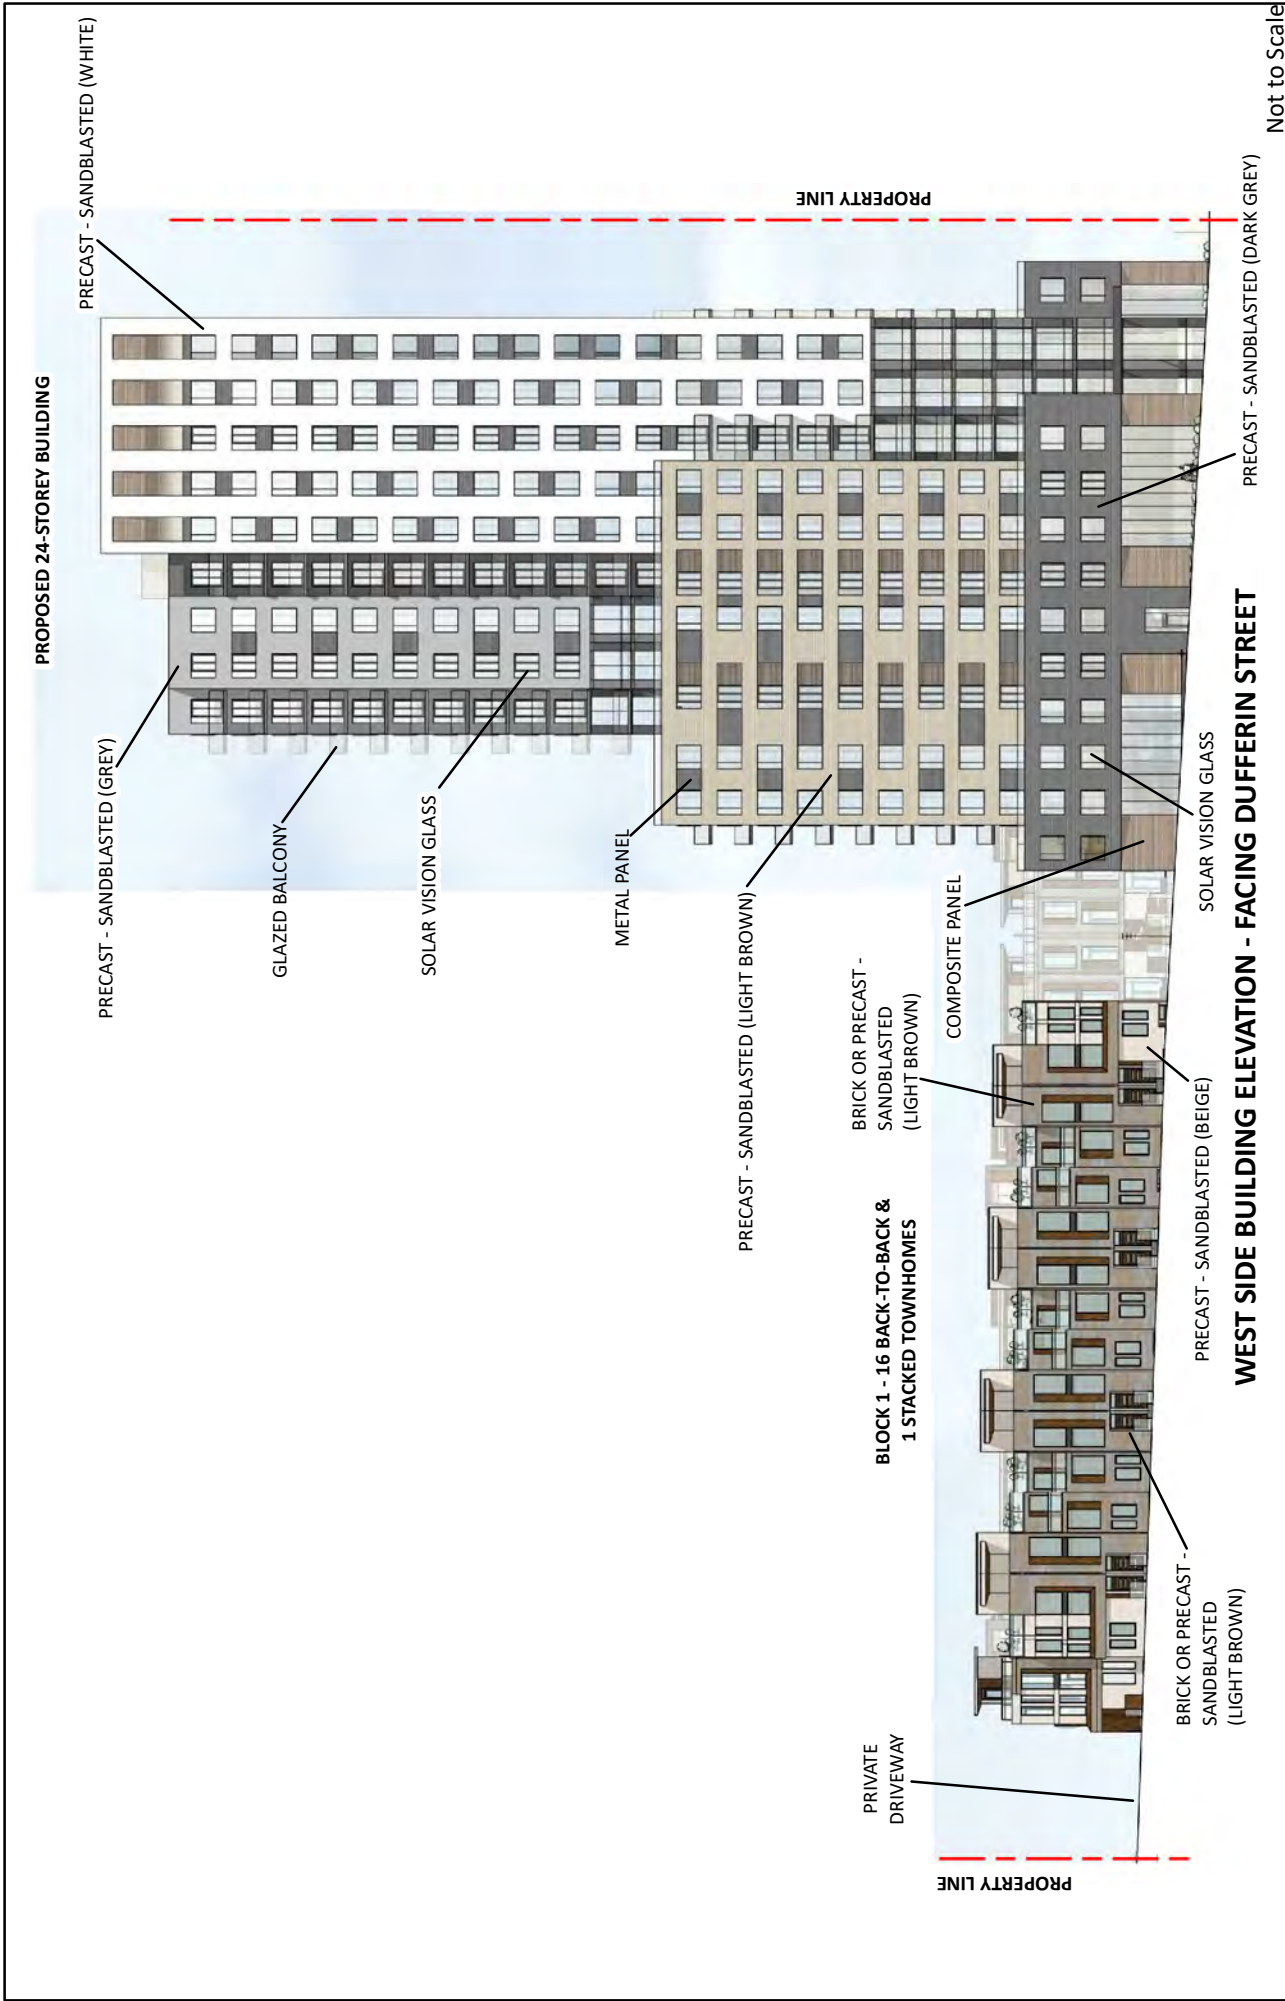 PROPOSED 24-STOREY BUILDING
PRECAST - SANDBLASTED (WHITE)
PRECAST - SANDBLASTED (GREY)
GLAZED BALCONY
SOLAR VISION GLASS
METAL PANEL
PRECAST - SANDBLASTED (LIGHT BROWN)
PROPERTY LINE
BRICK OR PRECAST -
SANDBLASTED
(LIGHT BROWN)
COMPOSITE PANEL
BLOCK 1 - 16 BACK-TO-BACK &
1 STACKED TOWNHOMES
PRIVATE
DRIVEWAY
PROPERTY LINE
BRICK OR PRECAST -
SANDBLASTED
(LIGHT BROWN)
PRECAST - SANDBLASTED (BEIGE)
SOLAR VISION GLASS
PRECAST - SANDBLASTED (DARK GREY)
WEST SIDE BUILDING ELEVATION - FACING DUFFERIN STREET
Not to Scale